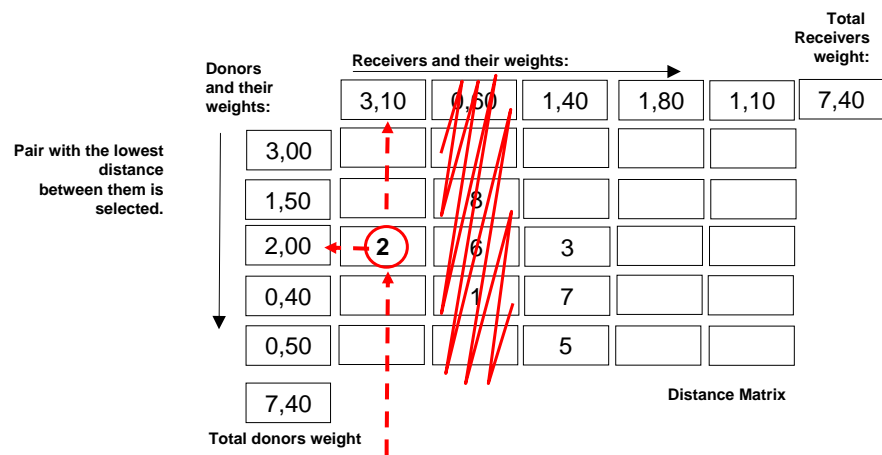 Total
Receivers
weight:
Receivers and their weights:
Donors
and their
weights:
3,10 0,60 1,40 1,80 1,10 7,40
Pair with the lowest
distance
between them is
selected.
3,00
1,50 8
2,00 2 6 3
0,40 1 7
0,50 5
7,40
Distance Matrix
Total donors weight